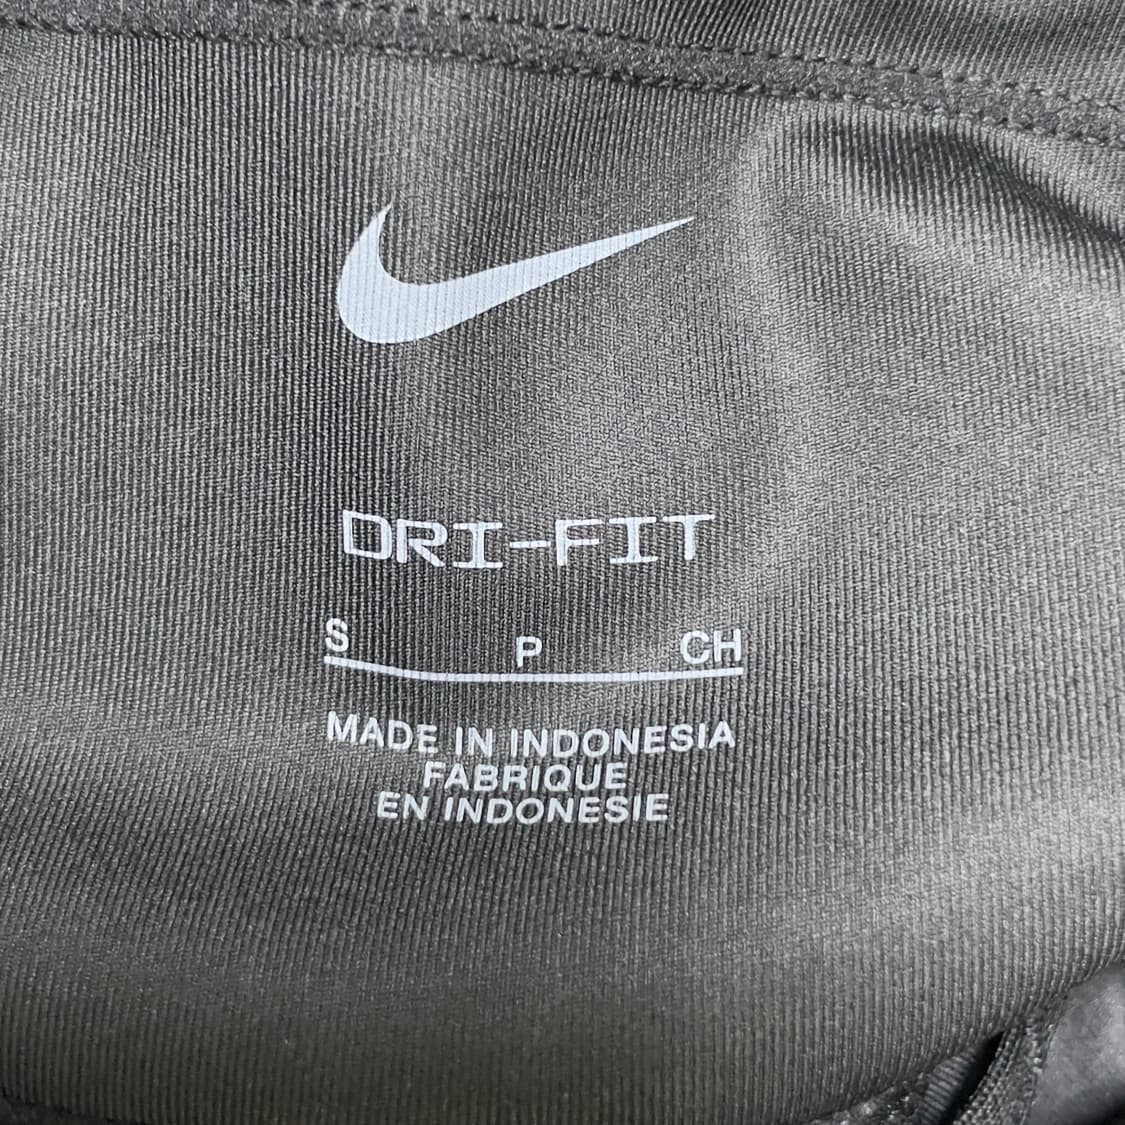 DRI-FIT
S P CH
MADE IN INDONESIA
FABRIQUE
EN INDONESIE